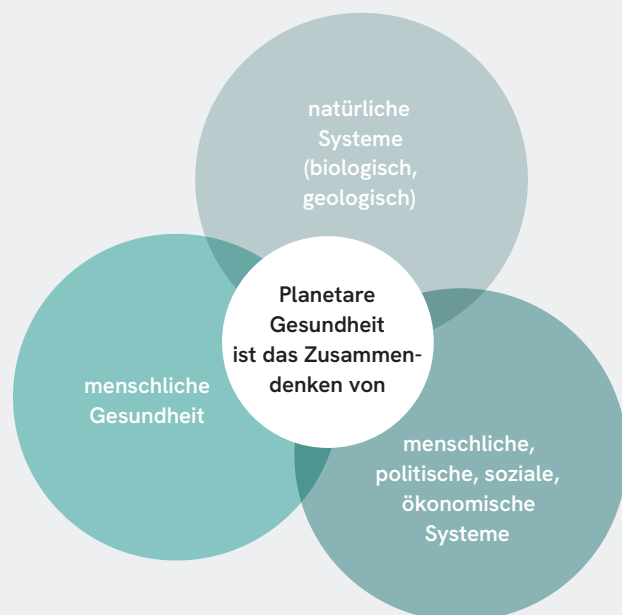 natürliche
Systeme
(biologisch,
geologisch)
Planetare
Gesundheit
ist das Zusammen-
denken von
menschliche
Gesundheit
menschliche,
politische, soziale,
ökonomische
Systeme